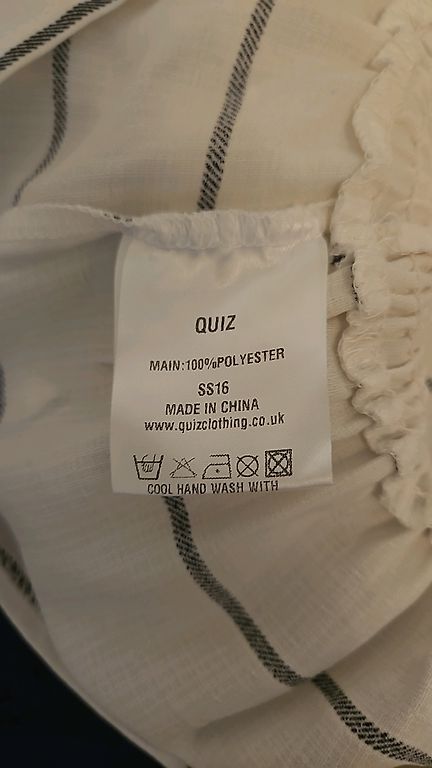 QUIZ
MAIN:100%POLYESTER
SS16
MADE IN CHINA
www.quizclothing.co.uk
COOL HAND WASH WITH